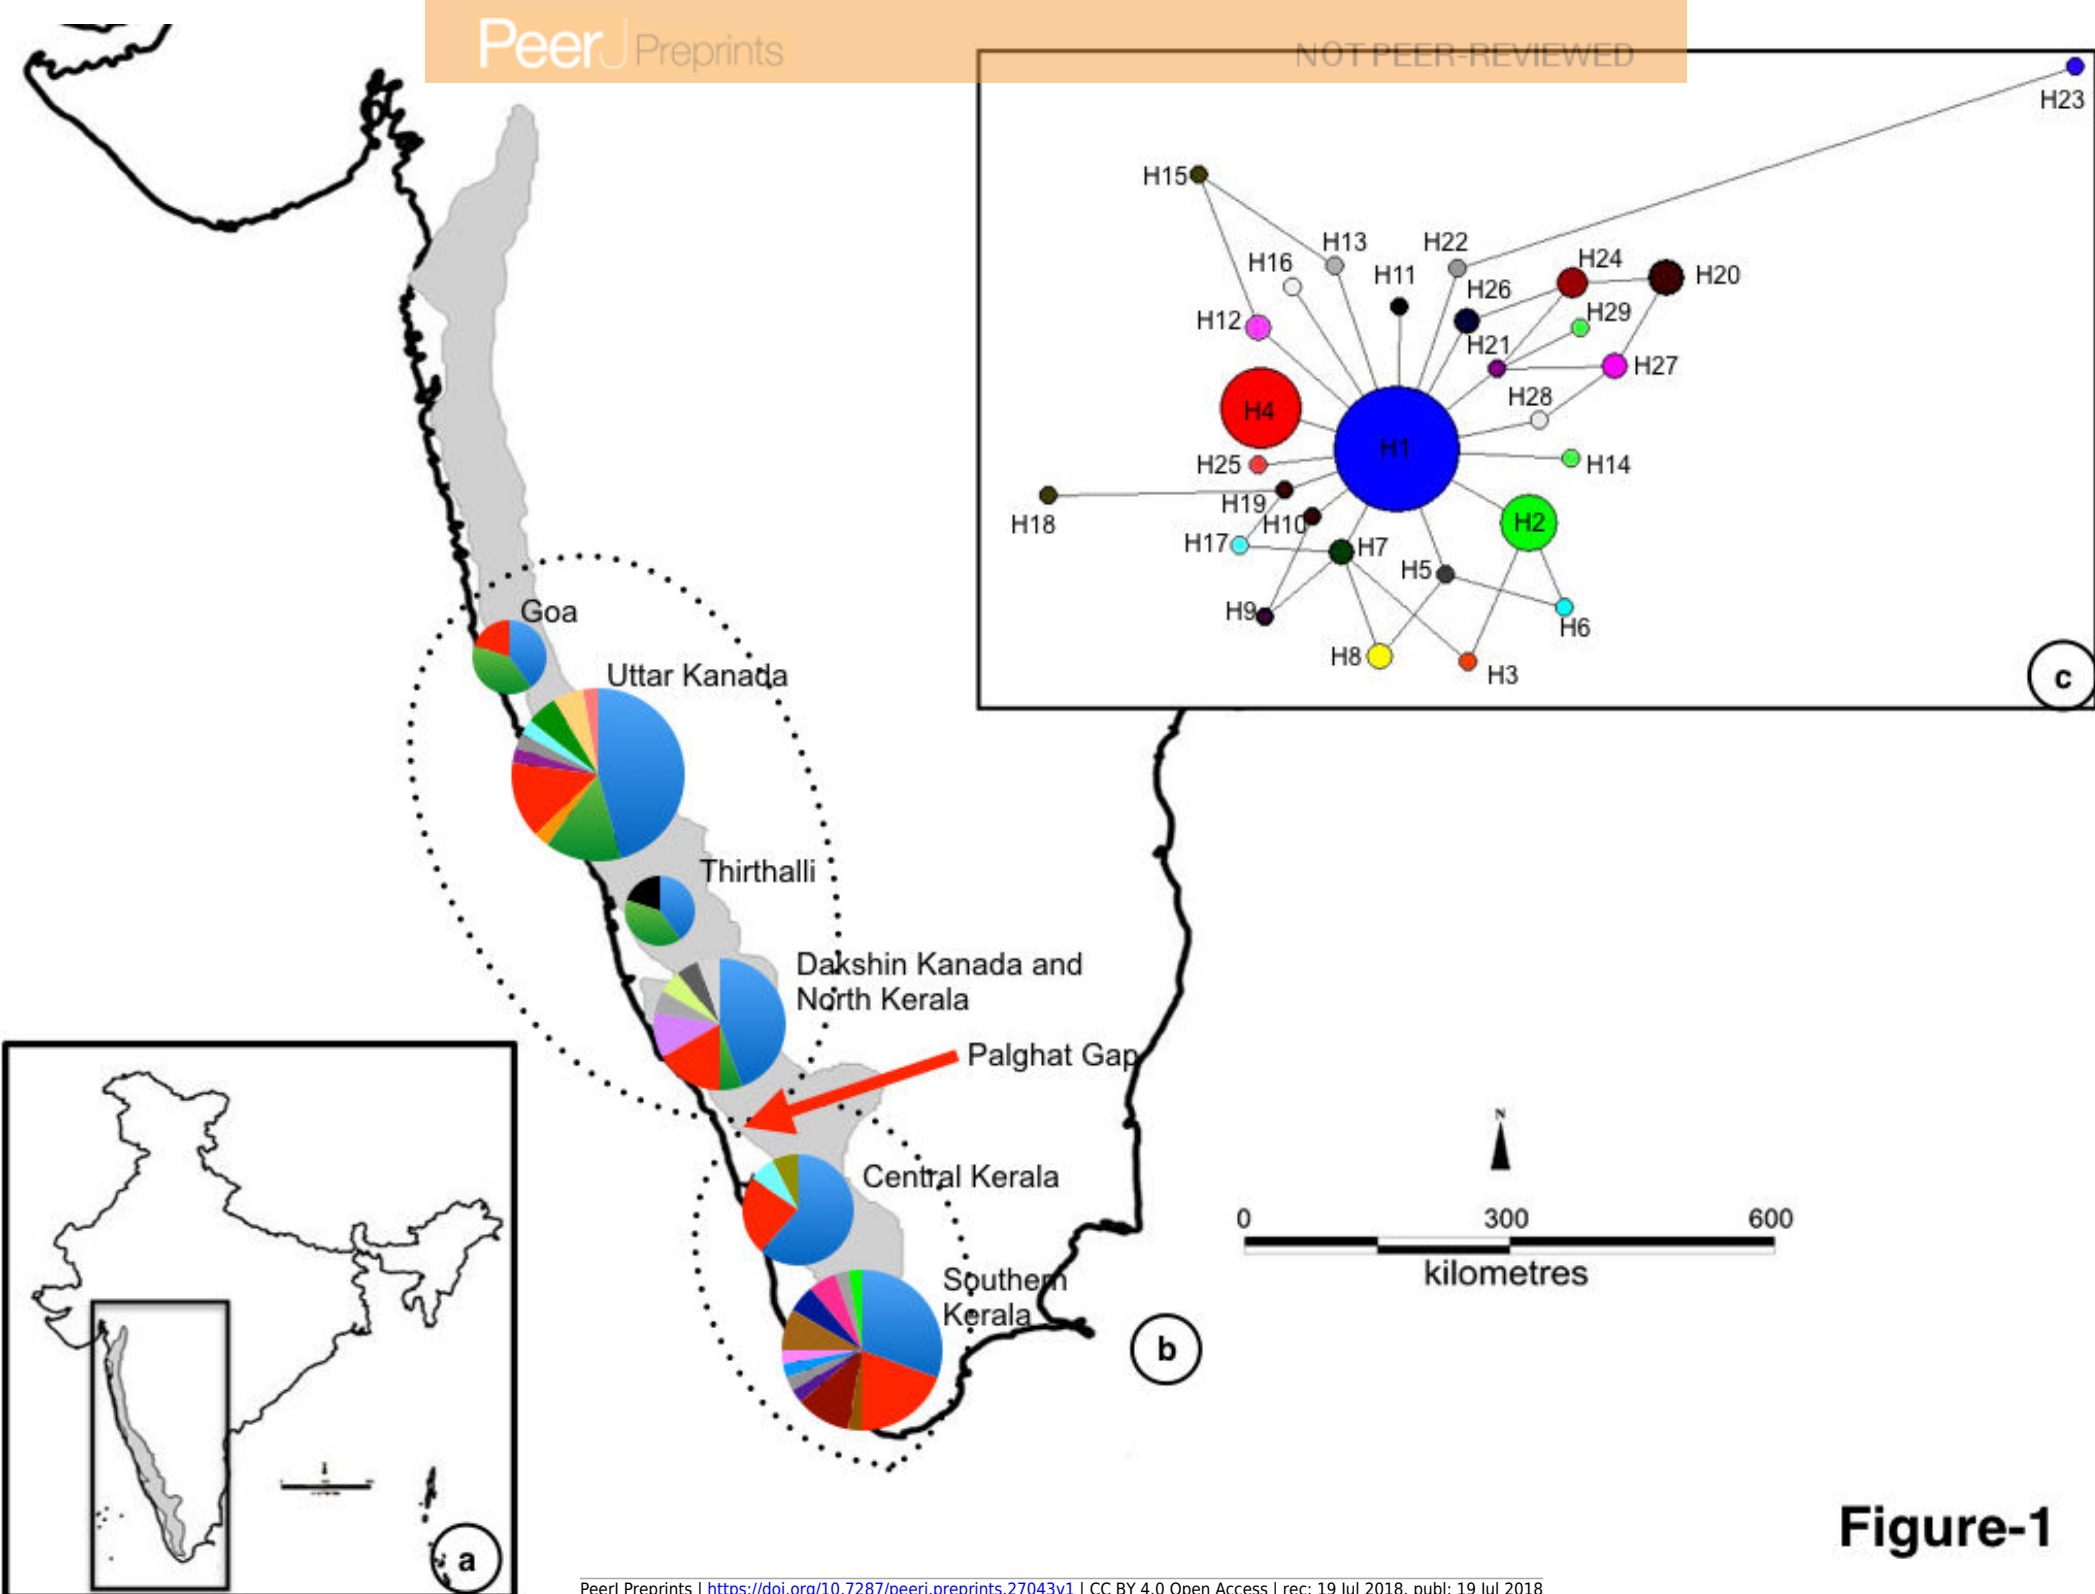 PeerJ Preprints
NOT PEER-REVIEWED
H23
H15
H13
H22
H16
H11
H24
H20
H26
H29
H12
H21
H27
H28
H4
H1
H25
H14
H19
H18
H10
H2
H17
H7
H5
H9
H6
H8
H3
c
Goa
Uttar Kanada
Thirthalli
Dakshin Kanada and
North Kerala
Palghat Gap
Central Kerala
Southern
Kerala
N
0 300 600
kilometres
b
a
Figure-1
PeerJ Preprints | https://doi.org/10.7287/peerj.preprints.27043v1 | CC BY 4.0 Open Access | rec: 19 Jul 2018, publ: 19 Jul 2018